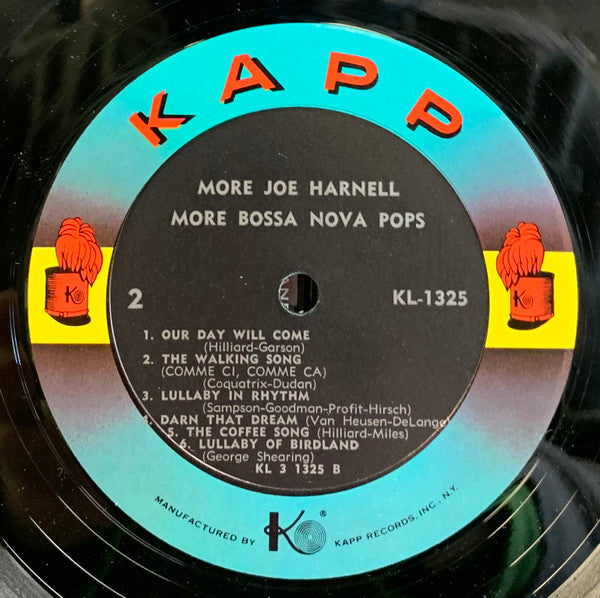 KAPP
MORE JOE HARNELL
MORE BOSSA NOVA POPS
2
KL-1325
1. OUR DAY WILL COME
(Hilliard-Garson)
2. THE WALKING SONG
(COMME CI, COMME CA)
(Coquatrix-Dudan)
3. LULLABY IN RHYTHM
(Sampson-Goodman-Profit-Hirsch)
4. DARN THAT DREAM (Van Heusen-DeLange)
5. THE COFFEE SONG (Hilliard-Miles)
6. LULLABY OF BIRDLAND
(George Shearing)
KL 3 1325 B
MANUFACTURED BY K ® KAPP RECORDS, INC., N.Y.